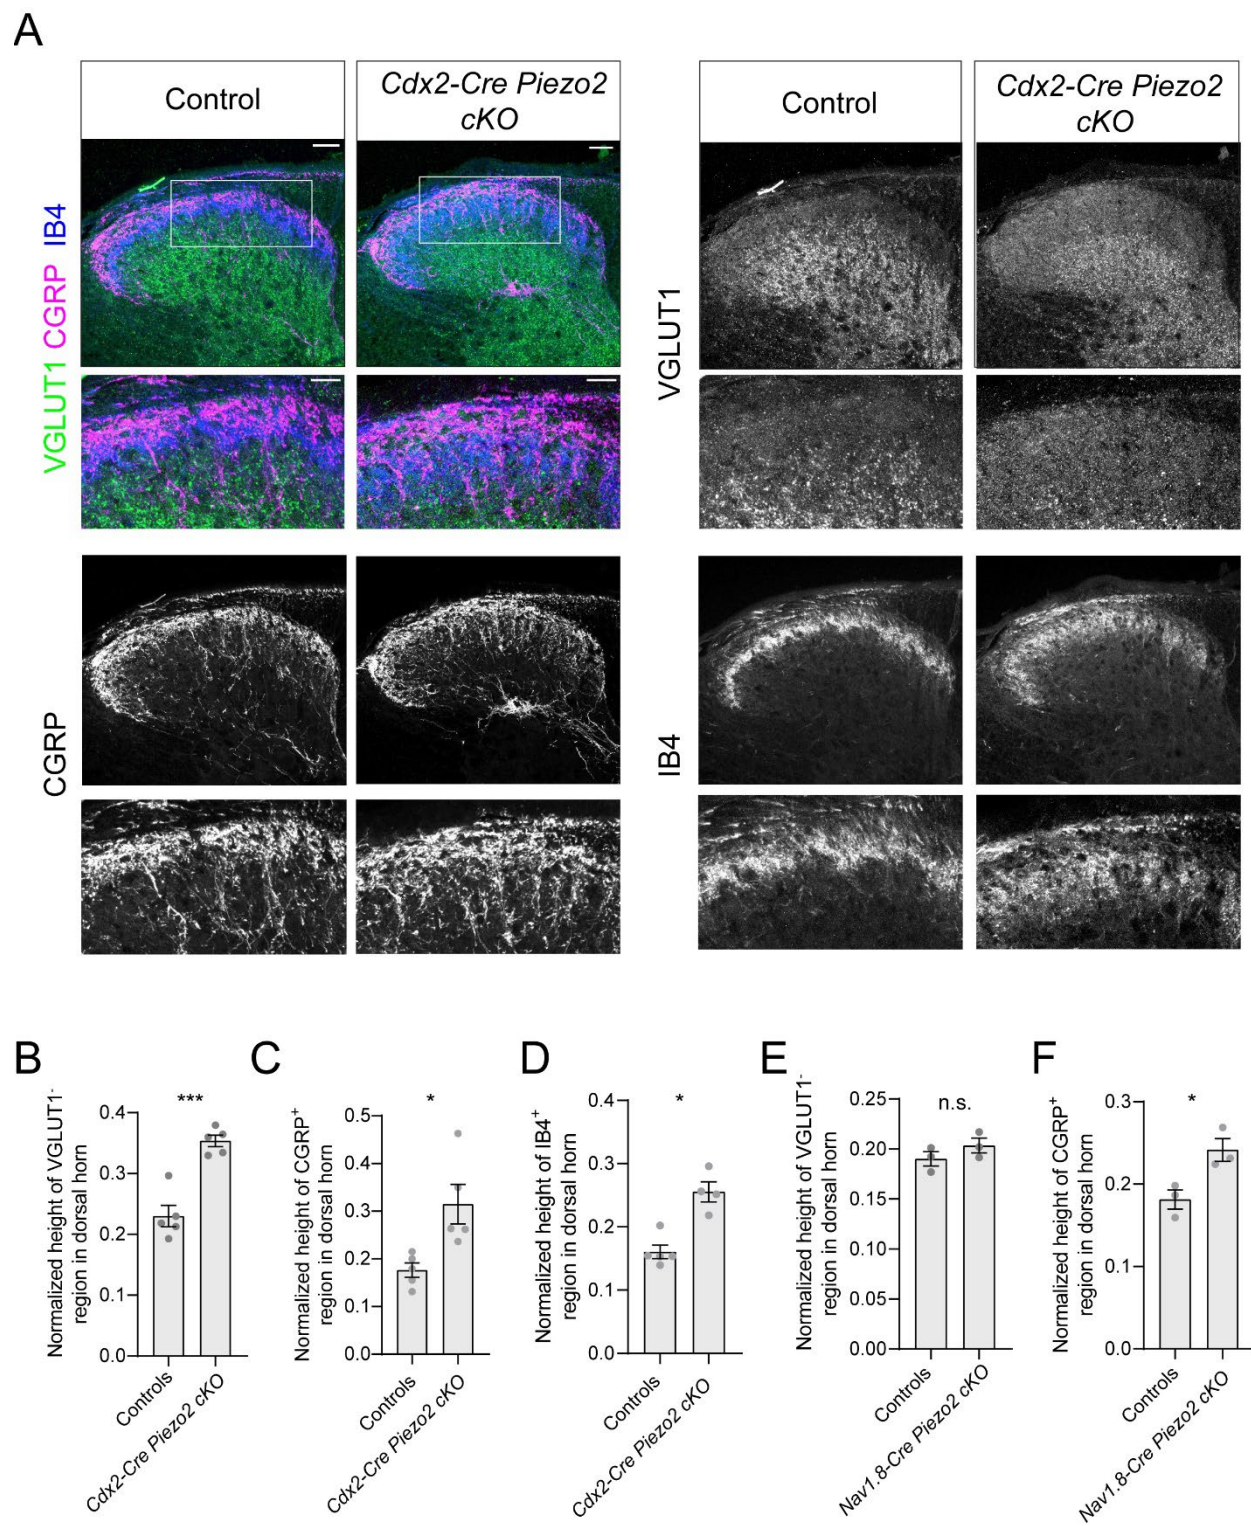 A
Control
Cdx2-Cre Piezo2
cKO
Control
Cdx2-Cre Piezo2
cKO
VGLUT1 CGRP IB4
VGLUT1
CGRP
IB4
B
Normalized height of VGLUT1-
region in dorsal horn
***
0.4
0.3
0.2
0.1
0.0
Controls
Cdx2-Cre Piezo2 cKO
C
Normalized height of CGRP+
region in dorsal horn
*
0.5
0.4
0.3
0.2
0.1
0.0
Controls
Cdx2-Cre Piezo2 cKO
D
Normalized height of IB4+
region in dorsal horn
*
0.4
0.3
0.2
0.1
0.0
Controls
Cdx2-Cre Piezo2 cKO
E
Normalized height of VGLUT1-
region in dorsal horn
n.s.
0.25
0.20
0.15
0.10
0.05
0.00
Controls
Nav1.8-Cre Piezo2 cKO
F
Normalized height of CGRP+
region in dorsal horn
*
0.3
0.2
0.1
0.0
Controls
Nav1.8-Cre Piezo2 cKO